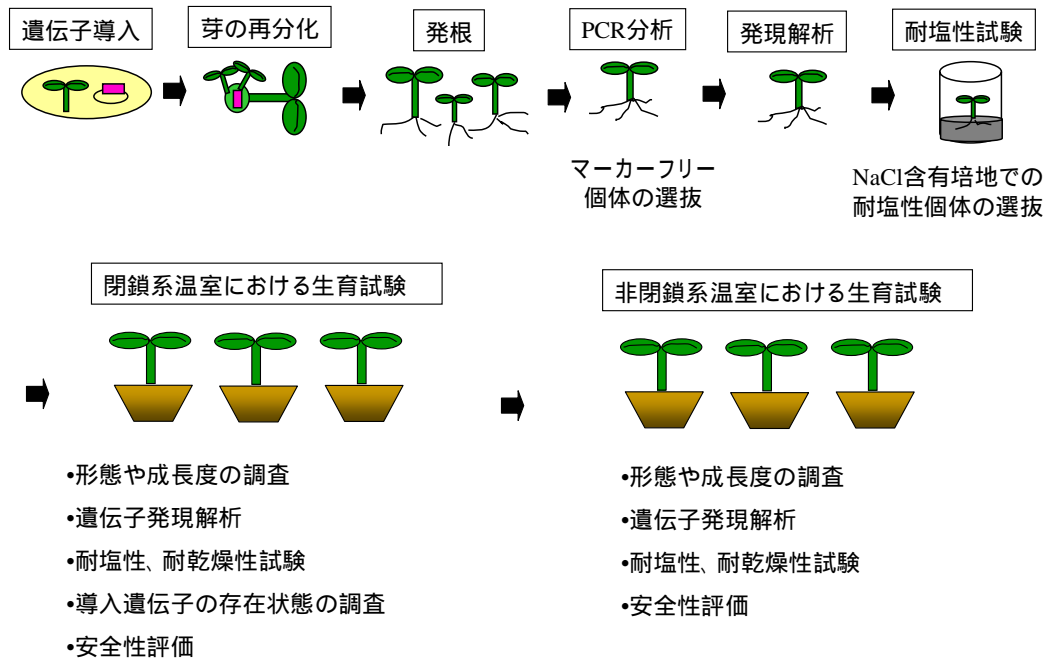 遺伝子導入
芽の再分化
発根
PCR分析
発現解析
耐塩性試験
マーカーフリー
個体の選抜
NaCl含有培地での
耐塩性個体の選抜
閉鎖系温室における生育試験
•形態や成長度の調査
•遺伝子発現解析
•耐塩性、耐乾燥性試験
•導入遺伝子の存在状態の調査
•安全性評価
非閉鎖系温室における生育試験
•形態や成長度の調査
•遺伝子発現解析
•耐塩性、耐乾燥性試験
•安全性評価